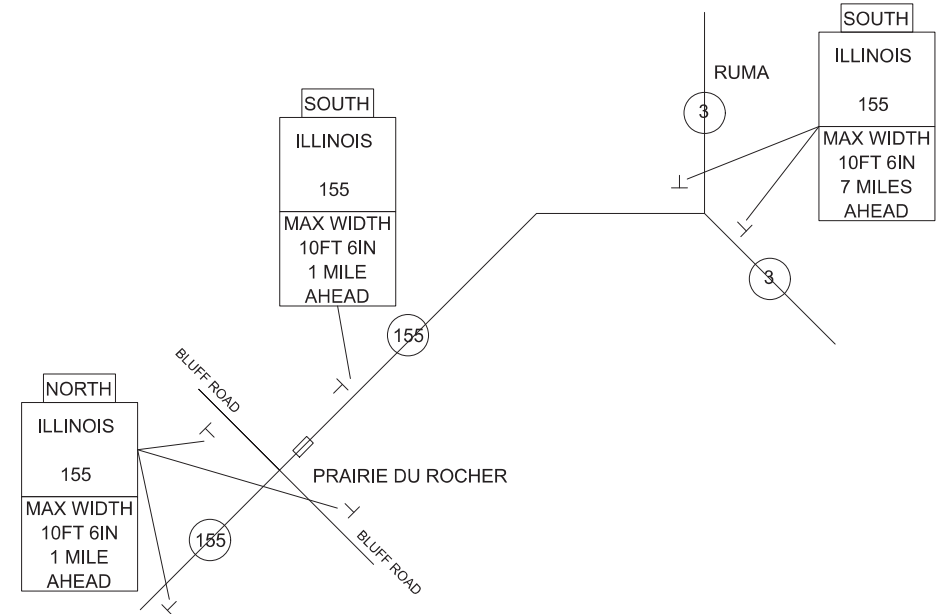 SOUTH
ILLINOIS
155
MAX WIDTH
10FT 6IN
7 MILES
AHEAD
RUMA
3
3
SOUTH
ILLINOIS
155
MAX WIDTH
10FT 6IN
1 MILE
AHEAD
155
BLUFF ROAD
NORTH
ILLINOIS
155
MAX WIDTH
10FT 6IN
1 MILE
AHEAD
PRAIRIE DU ROCHER
155
BLUFF ROAD